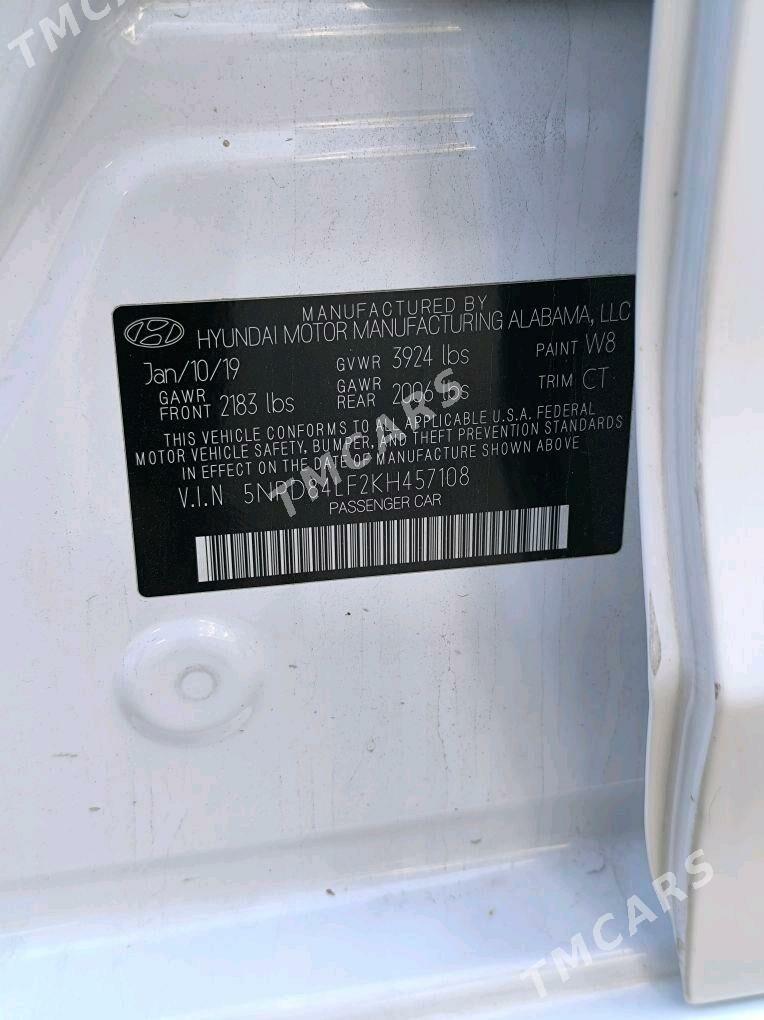 TMCARS
MANUFACTURED BY
HYUNDAI MOTOR MANUFACTURING ALABAMA, LLC
Jan/10/19 GVWR 3924 lbs PAINT W8
GAWR FRONT 2183 lbs GAWR REAR 2006 lbs TRIM CT
THIS VEHICLE CONFORMS TO ALL APPLICABLE U.S.A. FEDERAL
MOTOR VEHICLE SAFETY, BUMPER, AND THEFT PREVENTION STANDARDS
IN EFFECT ON THE DATE OF MANUFACTURE SHOWN ABOVE
V.I.N 5NPD84LF2KH457108
PASSENGER CAR
TMCARS
TMCARS